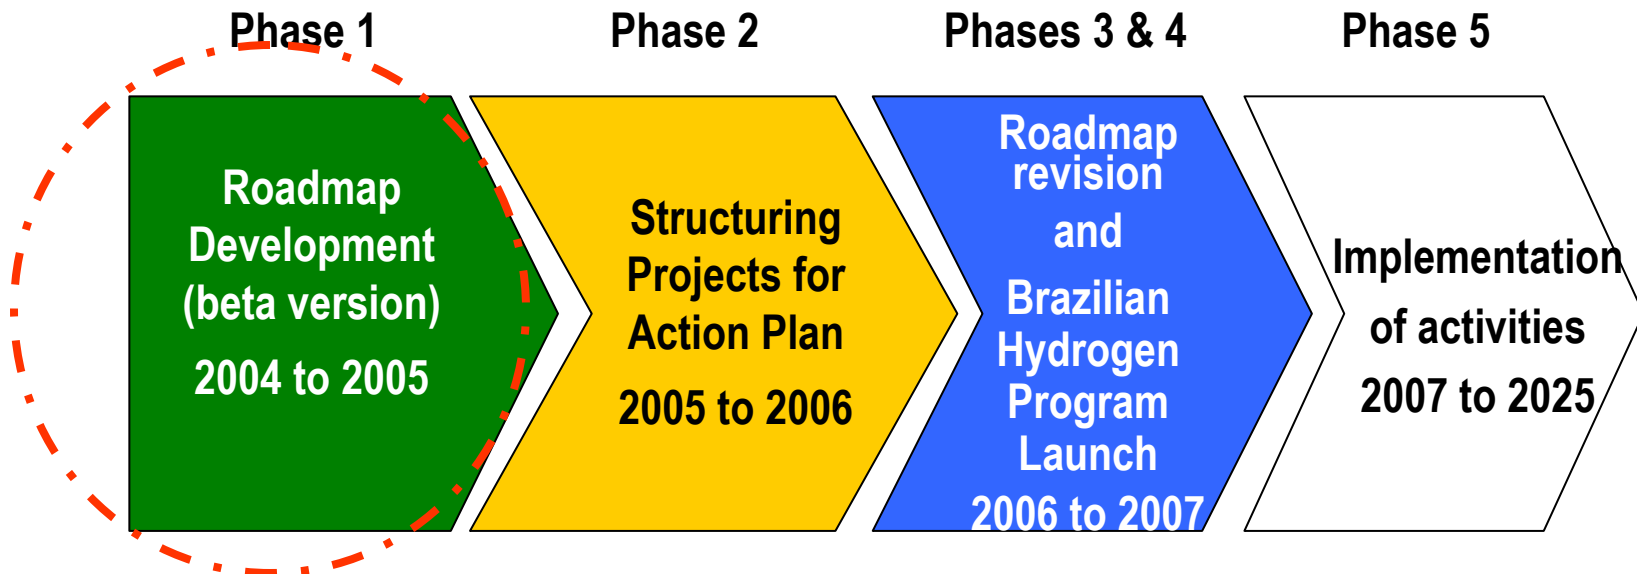 Phase 1
Phase 2
Phases 3 & 4
Phase 5
Roadmap
Development
(beta version)
2004 to 2005
Structuring
Projects for
Action Plan
2005 to 2006
Roadmap
revision
and
Brazilian
Hydrogen
Program
Launch
2006 to 2007
Implementation
of activities
2007 to 2025